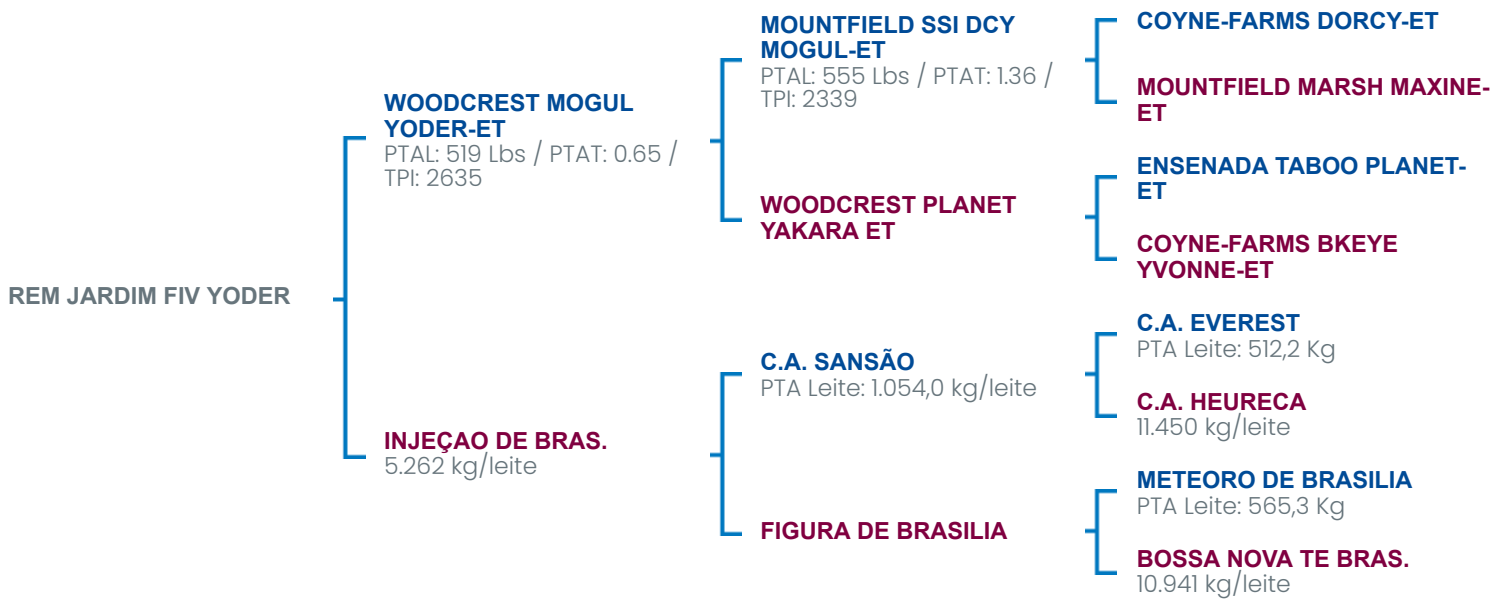 REM JARDIM FIV YODER
WOODCREST MOGUL
YODER-ET
PTAL: 519 Lbs / PTAT: 0.65 /
TPI: 2635
INJEÇAO DE BRAS.
5.262 kg/leite
MOUNTFIELD SSI DCY
MOGUL-ET
PTAL: 555 Lbs / PTAT: 1.36 /
TPI: 2339
WOODCREST PLANET
YAKARA ET
C.A. SANSÃO
PTA Leite: 1.054,0 kg/leite
FIGURA DE BRASILIA
COYNE-FARMS DORCY-ET
MOUNTFIELD MARSH MAXINE-
ET
ENSENADA TABOO PLANET-
ET
COYNE-FARMS BKEYE
YVONNE-ET
C.A. EVEREST
PTA Leite: 512,2 Kg
C.A. HEURECA
11.450 kg/leite
METEORO DE BRASILIA
PTA Leite: 565,3 Kg
BOSSA NOVA TE BRAS.
10.941 kg/leite